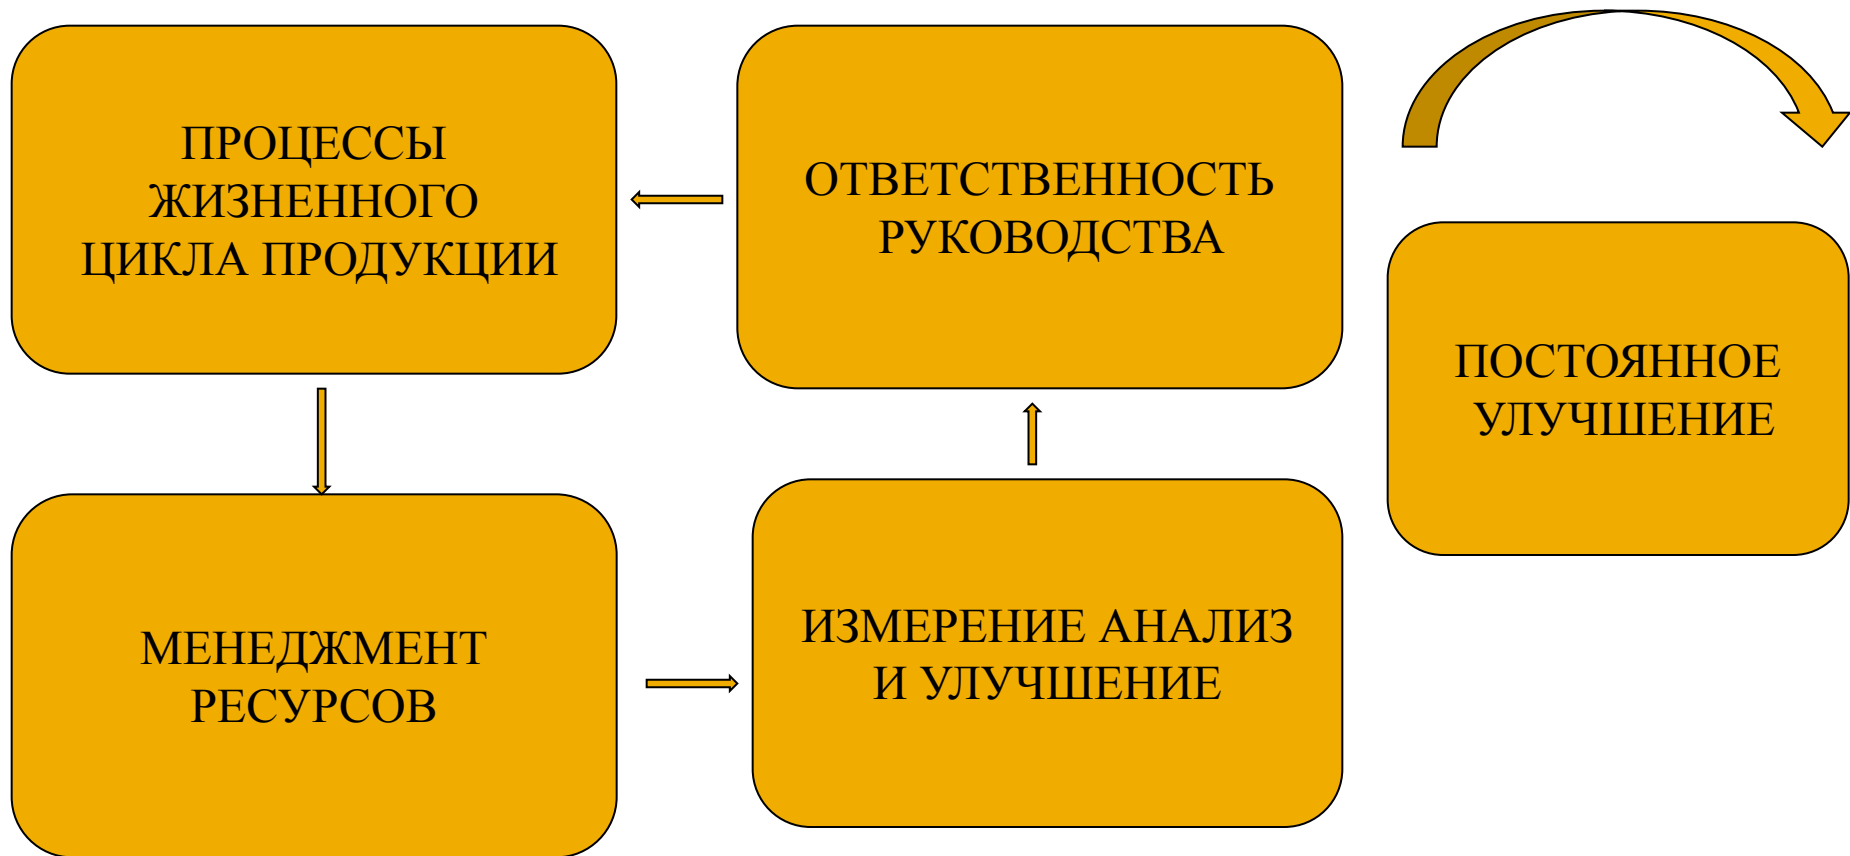 ПРОЦЕССЫ
ЖИЗНЕННОГО
ЦИКЛА ПРОДУКЦИИ
ОТВЕТСТВЕННОСТЬ
РУКОВОДСТВА
ПОСТОЯННОЕ
УЛУЧШЕНИЕ
МЕНЕДЖМЕНТ
РЕСУРСОВ
ИЗМЕРЕНИЕ АНАЛИЗ
И УЛУЧШЕНИЕ